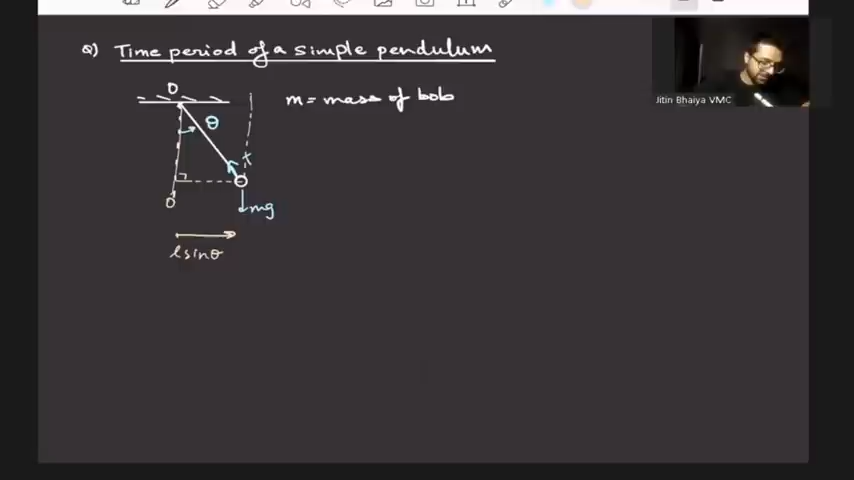 Q) Time period of a simple pendulum
O
m = mass of bob
θ
T
O
mg
lsinθ
Jitin Bhaiya VMC